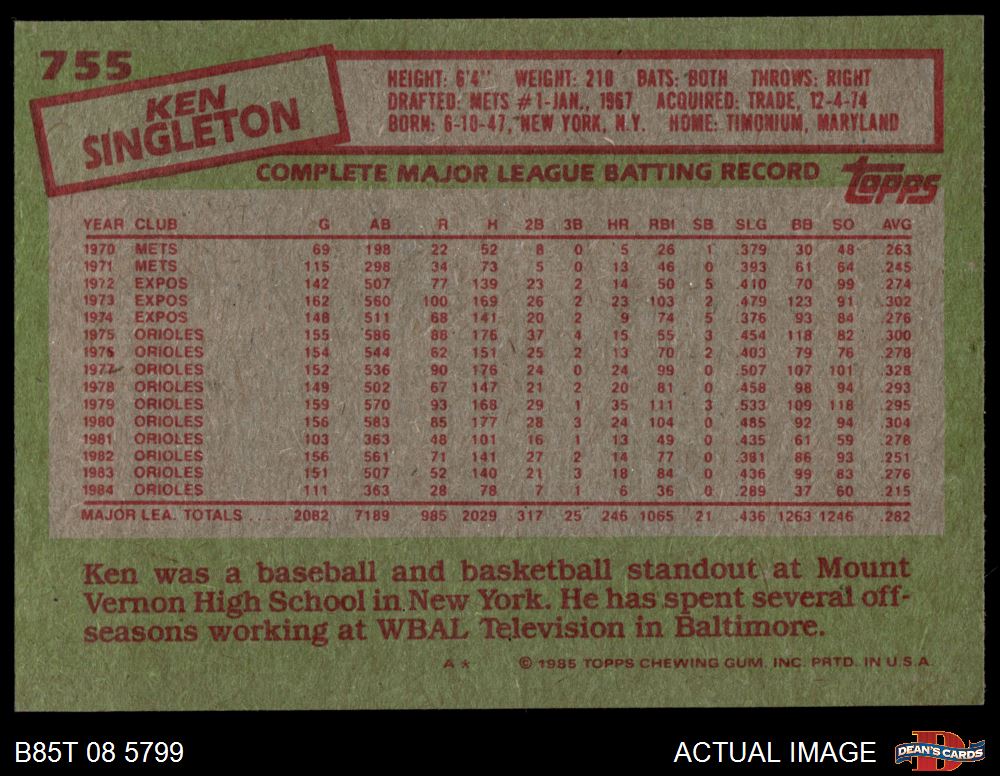 755
KEN
SINGLETON
HEIGHT: 6'4" WEIGHT: 210 BATS: BOTH THROWS: RIGHT
DRAFTED: METS #1-JAN., 1967 ACQUIRED: TRADE, 12-4-74
BORN: 6-10-47, NEW YORK, N.Y. HOME: TIMONIUM, MARYLAND
COMPLETE MAJOR LEAGUE BATTING RECORD topps
YEAR CLUB G AB R H 2B 3B HR RBI SB SLG BB SO AVG
1970 METS 69 198 22 52 8 0 5 26 1 .379 30 48 .263
1971 METS 115 298 34 73 5 0 13 46 0 .393 61 64 .245
1972 EXPOS 142 507 77 139 23 2 14 50 5 .410 70 99 .274
1973 EXPOS 162 560 100 169 26 2 23 103 2 .479 123 91 .302
1974 EXPOS 148 511 68 141 20 2 9 74 5 .376 93 84 .276
1975 ORIOLES 155 586 88 176 37 4 15 55 3 .454 118 82 .300
1976 ORIOLES 154 544 62 151 25 2 13 70 2 .403 79 76 .278
1977 ORIOLES 152 536 90 176 24 0 24 99 0 .507 107 101 .328
1978 ORIOLES 149 502 67 147 21 2 20 81 0 .458 98 94 .293
1979 ORIOLES 159 570 93 168 29 1 35 111 3 .533 109 118 .295
1980 ORIOLES 156 583 85 177 28 3 24 104 0 .485 92 94 .304
1981 ORIOLES 103 363 48 101 16 1 13 49 0 .435 61 59 .278
1982 ORIOLES 156 561 71 141 27 2 14 77 0 .381 86 93 .251
1983 ORIOLES 151 507 52 140 21 3 18 84 0 .436 99 83 .276
1984 ORIOLES 111 363 28 78 7 1 6 36 0 .289 37 60 .215
MAJOR LEA. TOTALS ..... 2082 7189 985 2029 317 25 246 1065 21 .436 1263 1246 .282
Ken was a baseball and basketball standout at Mount
Vernon High School in New York. He has spent several off-
seasons working at WBAL Television in Baltimore.
A * © 1985 TOPPS CHEWING GUM, INC. PRTD. IN U.S.A.
B85T 08 5799 ACTUAL IMAGE DEAN'S CARDS